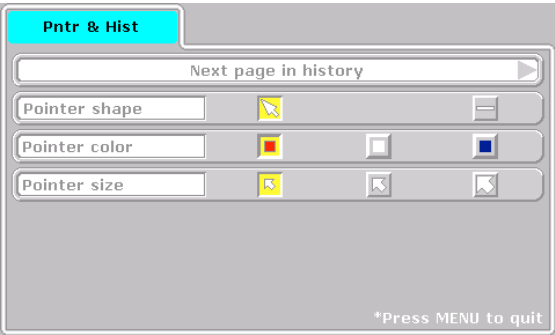 Pntr & Hist
Next page in history
Pointer shape
Pointer color
Pointer size
*Press MENU to quit